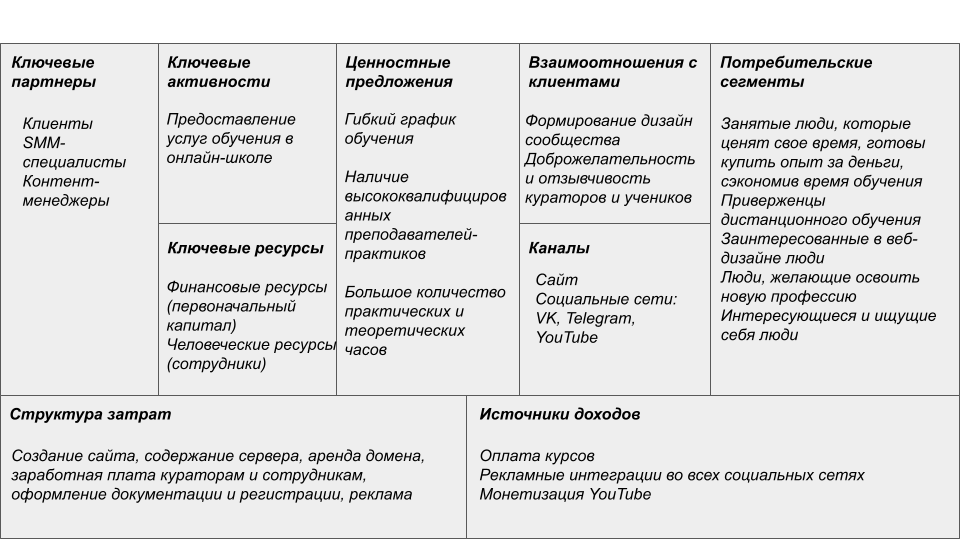 Ключевые
партнеры
Клиенты
SMM-
специалисты
Контент-
менеджеры
Ключевые
активности
Предоставление
услуг обучения в
онлайн-школе
Ключевые ресурсы
Финансовые ресурсы
(первоначальный
капитал)
Человеческие ресурсы
(сотрудники)
Ценностные
предложения
Гибкий график
обучения
Наличие
высококвалифициров
анных
преподавателей-
практиков
Большое количество
практических и
теоретических
часов
Взаимоотношения с
клиентами
Формирование дизайн
сообщества
Доброжелательность
и отзывчивость
кураторов и учеников
Каналы
Сайт
Социальные сети:
VK, Telegram,
YouTube
Потребительские
сегменты
Занятые люди, которые
ценят свое время, готовы
купить опыт за деньги,
сэкономив время обучения
Приверженцы
дистанционного обучения
Заинтересованные в веб-
дизайне люди
Люди, желающие освоить
новую профессию
Интересующиеся и ищущие
себя люди
Структура затрат
Создание сайта, содержание сервера, аренда домена,
заработная плата кураторам и сотрудникам,
оформление документации и регистрации, реклама
Источники доходов
Оплата курсов
Рекламные интеграции во всех социальных сетях
Монетизация YouTube